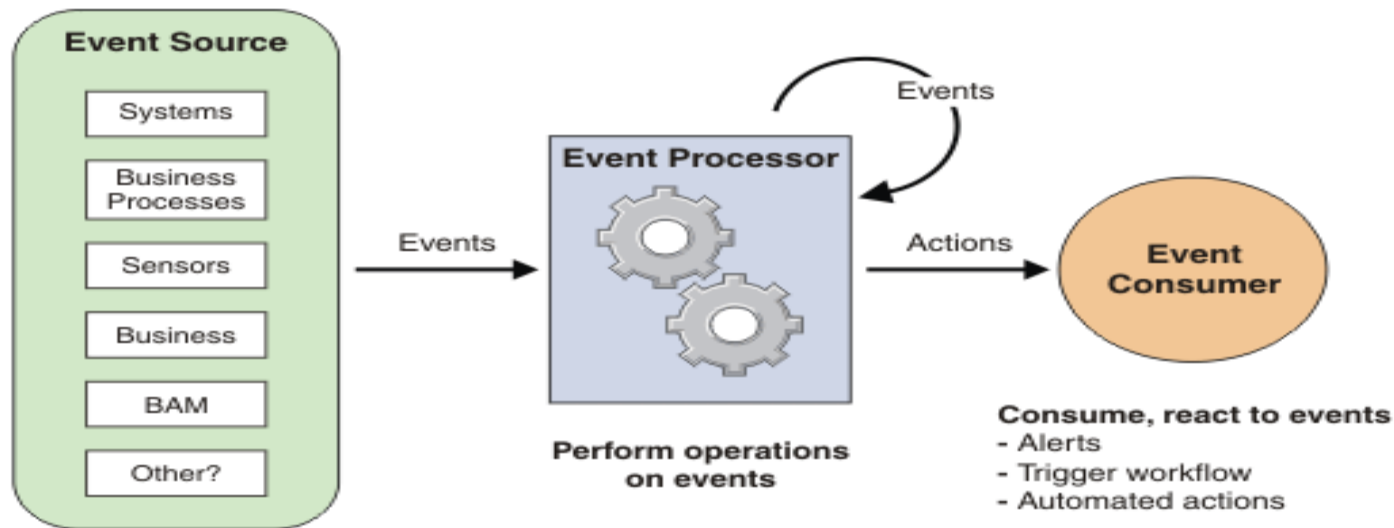 Event Source
Systems
Business
Processes
Sensors
Business
BAM
Other?
Events
Event Processor
Perform operations
on events
Events
Actions
Event
Consumer
Consume, react to events
- Alerts
- Trigger workflow
- Automated actions